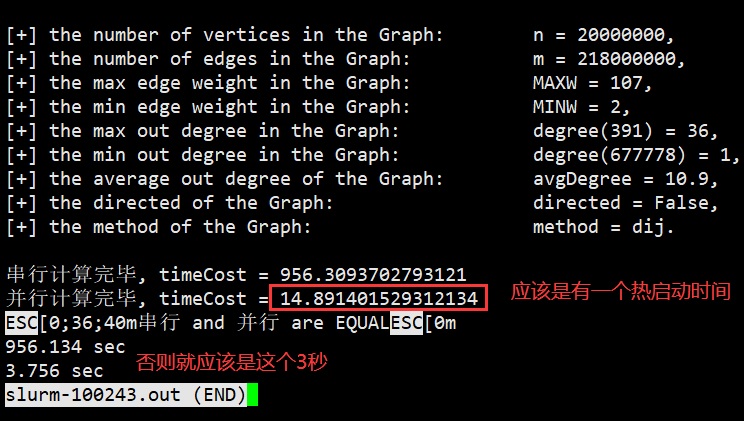 [+] the number of vertices in the Graph: n = 20000000,
[+] the number of edges in the Graph: m = 218000000,
[+] the max edge weight in the Graph: MAXW = 107,
[+] the min edge weight in the Graph: MINW = 2,
[+] the max out degree in the Graph: degree(391) = 36,
[+] the min out degree in the Graph: degree(677778) = 1,
[+] the average out degree of the Graph: avgDegree = 10.9,
[+] the directed of the Graph: directed = False,
[+] the method of the Graph: method = dij.
串行计算完毕, timeCost = 956.3093702793121
并行计算完毕, timeCost = 14.891401529312134 应该是有一个热启动时间
ESC[0;36;40m串行 and 并行 are EQUALESC[0m
956.134 sec
3.756 sec 否则就应该是这个3秒
slurm-100243.out (END)